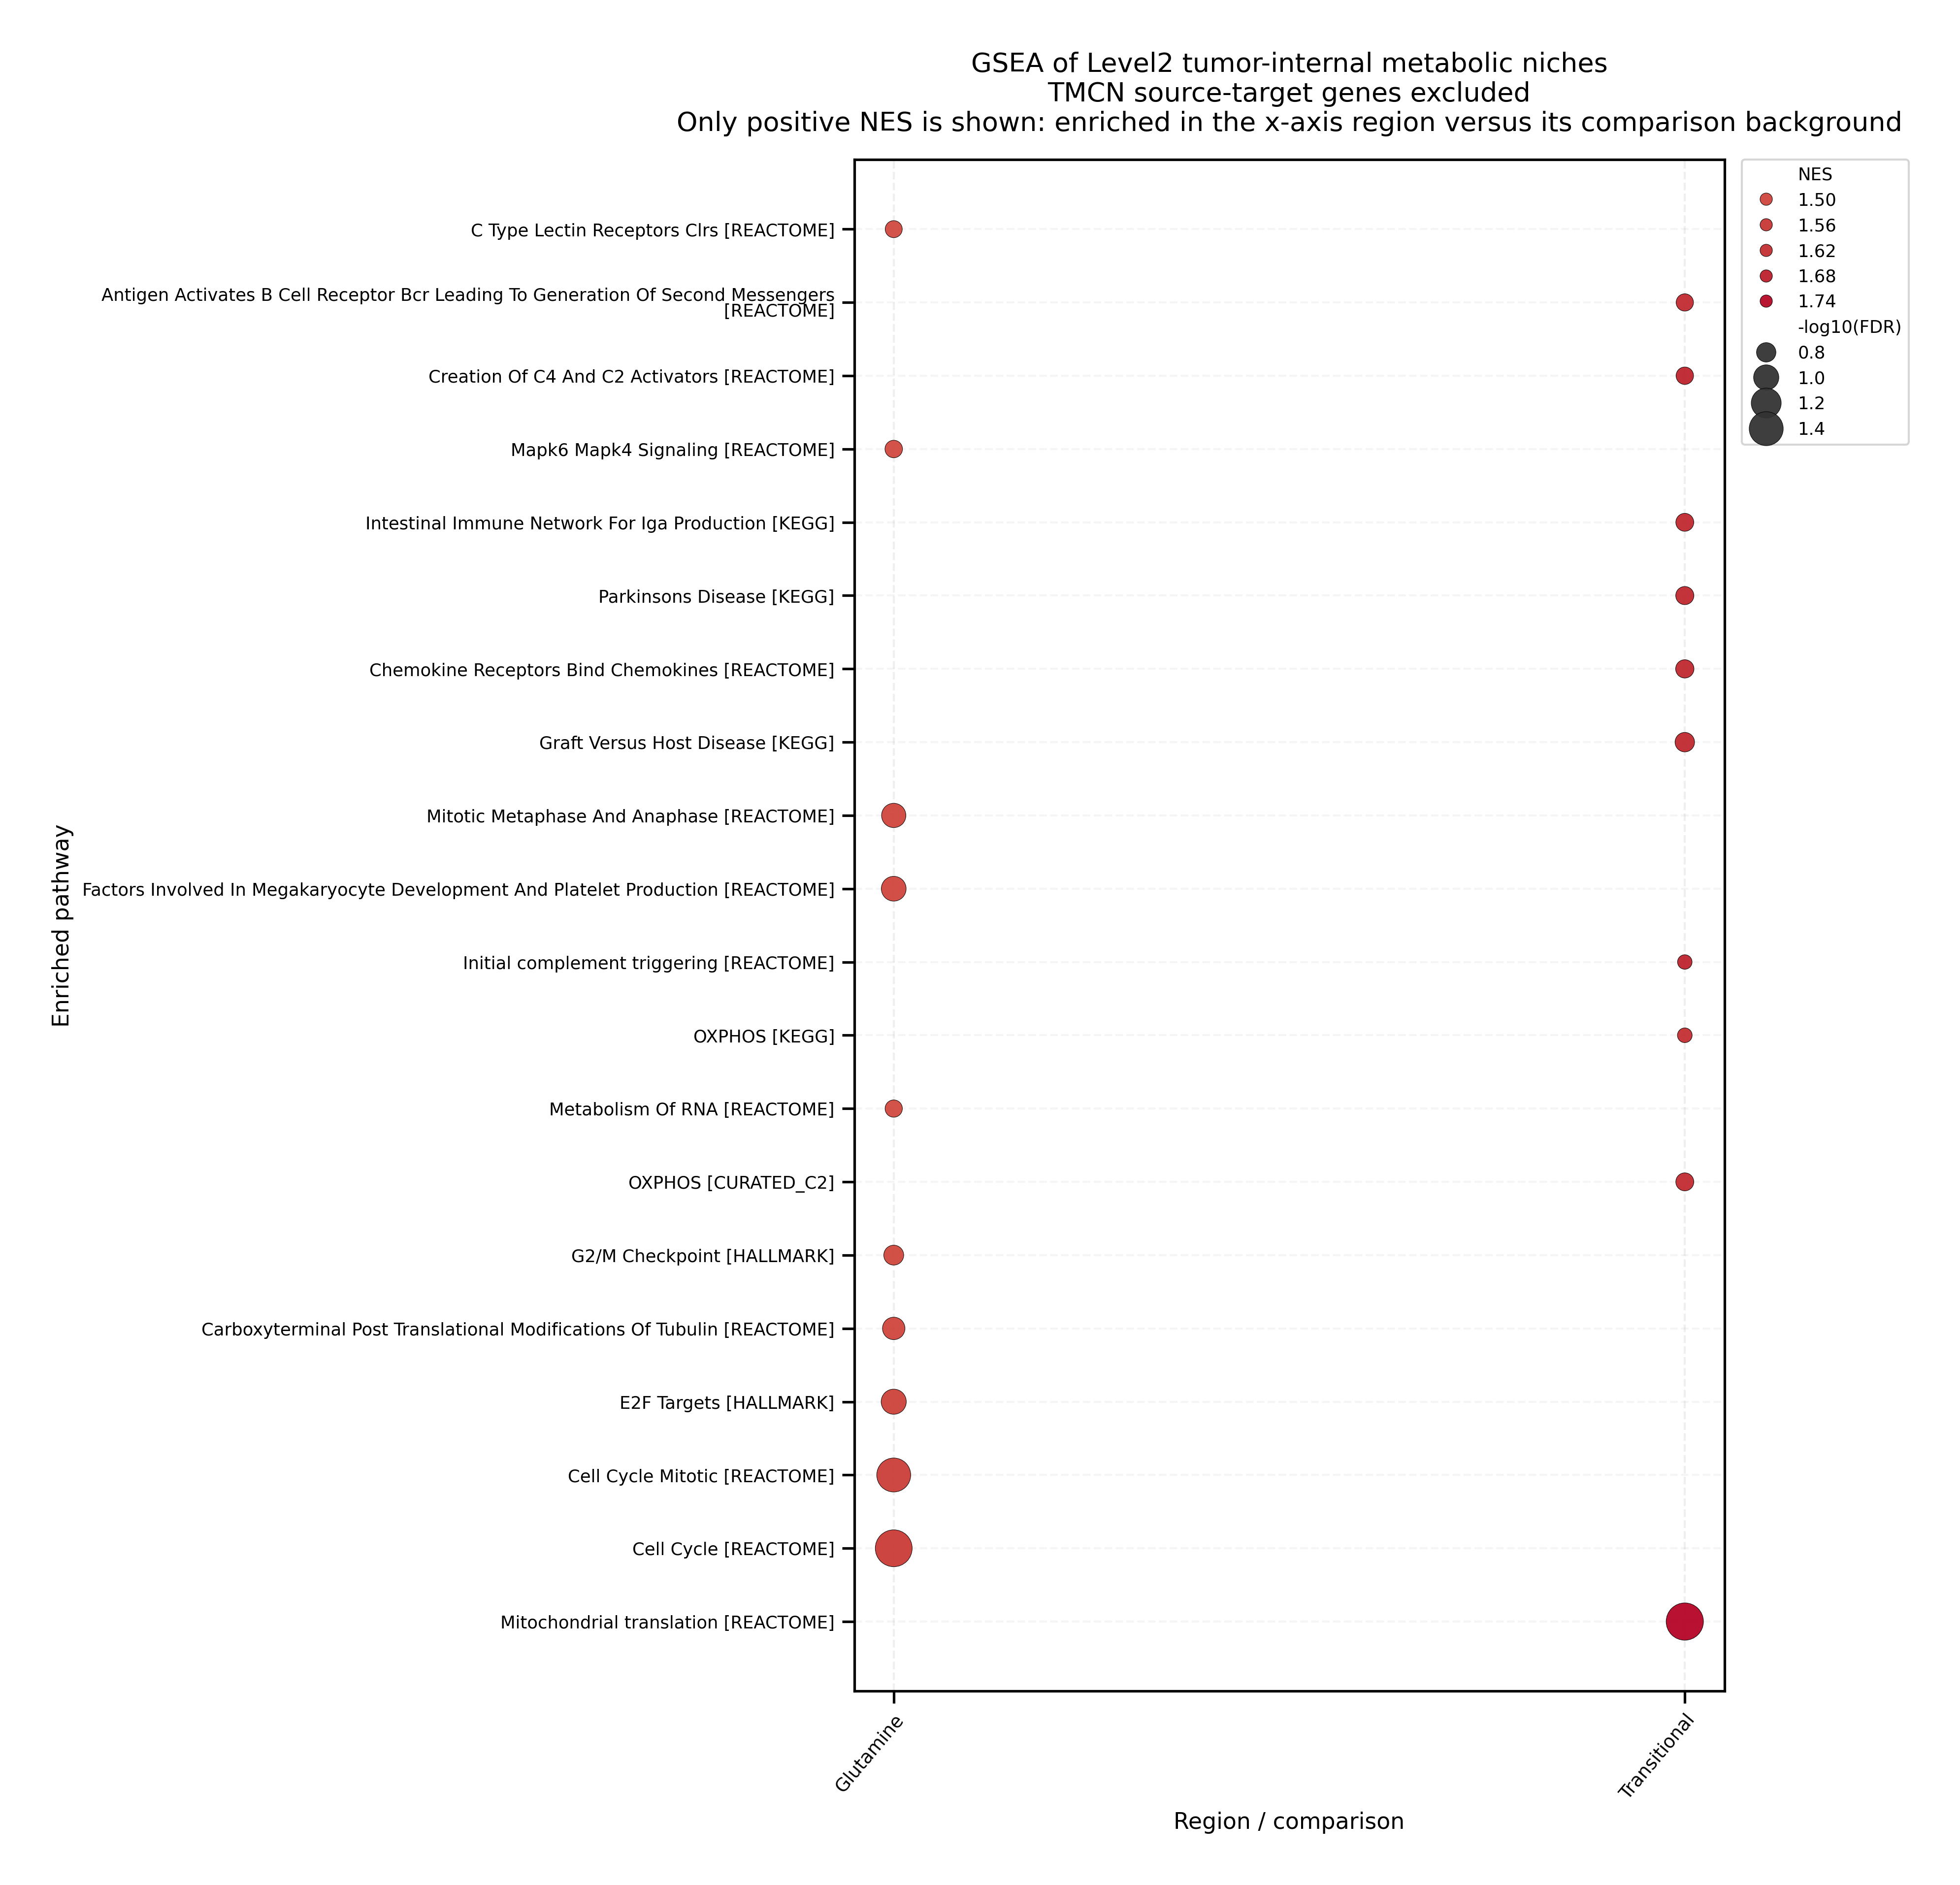 GSEA of Level2 tumor-internal metabolic niches
TMCN source-target genes excluded
Only positive NES is shown: enriched in the x-axis region versus its comparison background
Enriched pathway
C Type Lectin Receptors Clrs [REACTOME]
Antigen Activates B Cell Receptor Bcr Leading To Generation Of Second Messengers
[REACTOME]
Creation Of C4 And C2 Activators [REACTOME]
Mapk6 Mapk4 Signaling [REACTOME]
Intestinal Immune Network For Iga Production [KEGG]
Parkinsons Disease [KEGG]
Chemokine Receptors Bind Chemokines [REACTOME]
Graft Versus Host Disease [KEGG]
Mitotic Metaphase And Anaphase [REACTOME]
Factors Involved In Megakaryocyte Development And Platelet Production [REACTOME]
Initial complement triggering [REACTOME]
OXPHOS [KEGG]
Metabolism Of RNA [REACTOME]
OXPHOS [CURATED_C2]
G2/M Checkpoint [HALLMARK]
Carboxyterminal Post Translational Modifications Of Tubulin [REACTOME]
E2F Targets [HALLMARK]
Cell Cycle Mitotic [REACTOME]
Cell Cycle [REACTOME]
Mitochondrial translation [REACTOME]
Glutamine
Transitional
Region / comparison
NES
1.50
1.56
1.62
1.68
1.74
-log10(FDR)
0.8
1.0
1.2
1.4